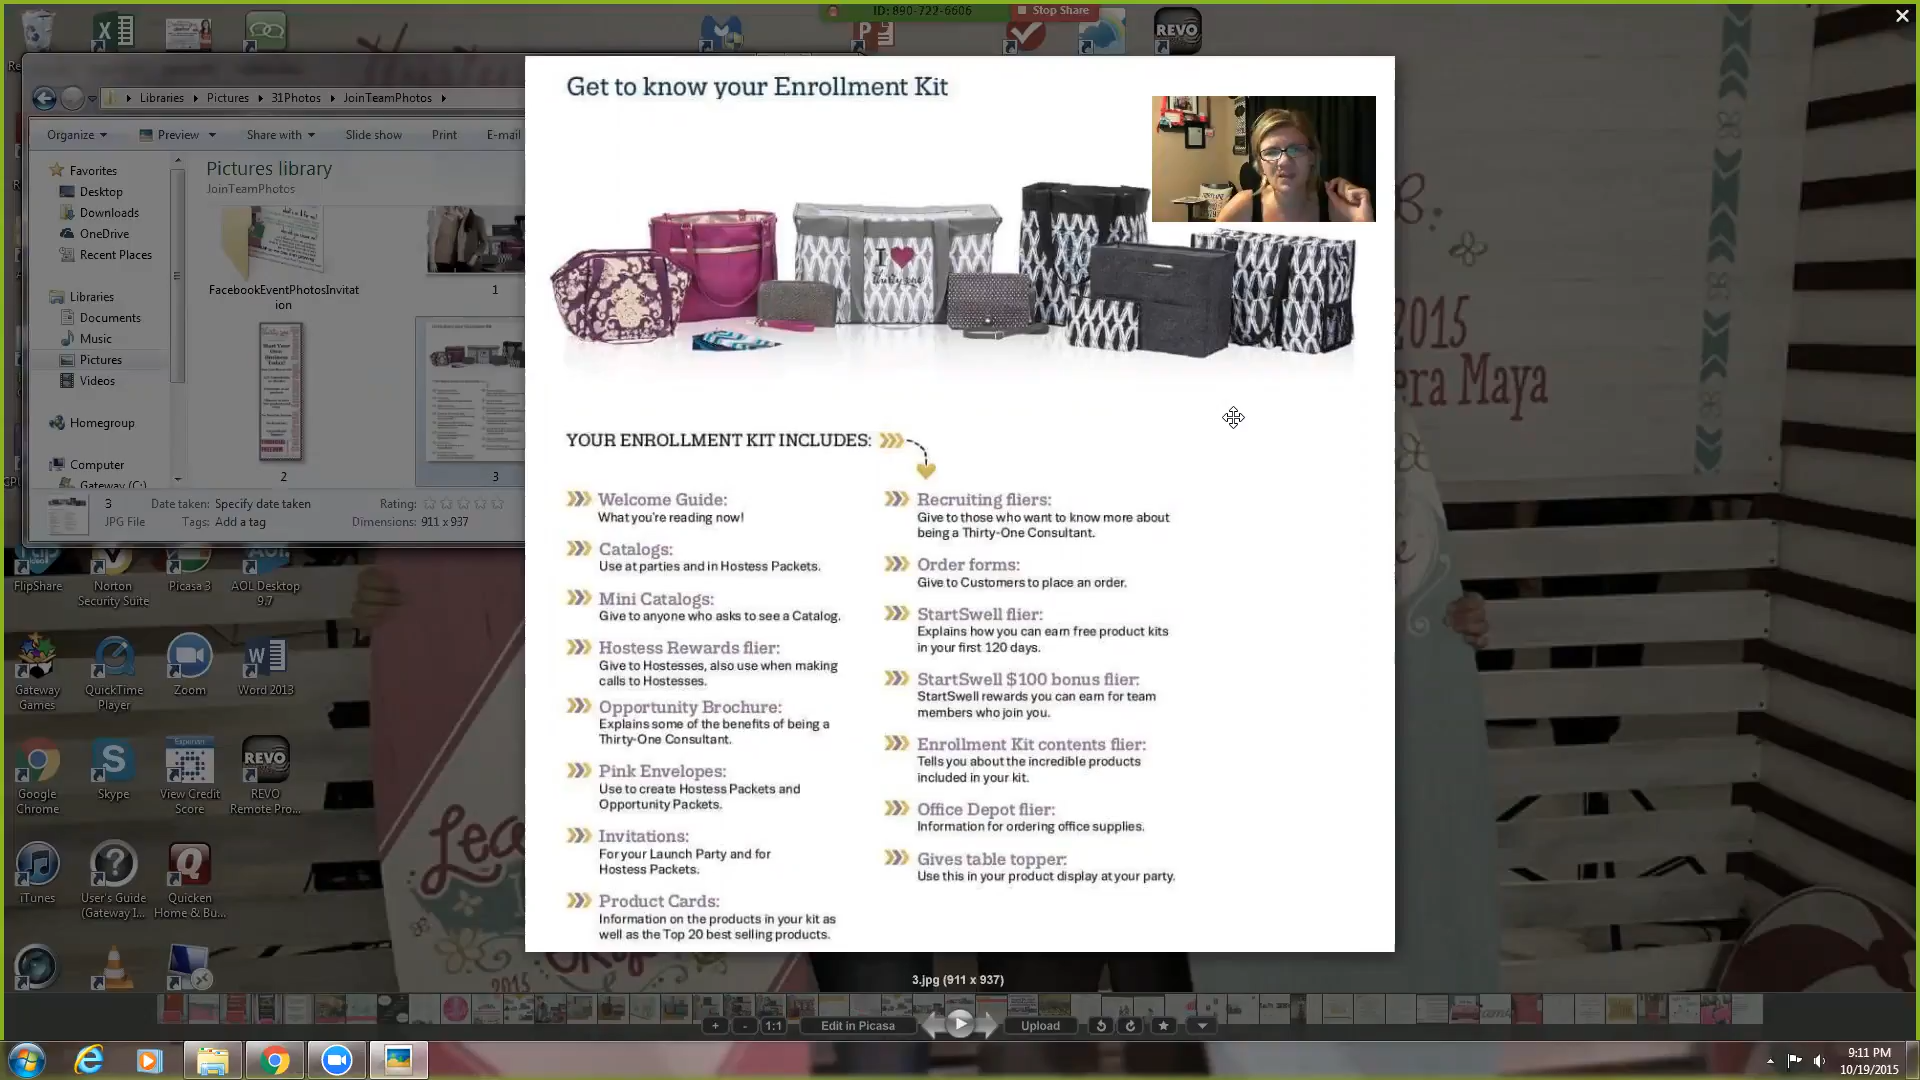 ID: 890-722-6606
Stop Share
REVO
Libraries
Pictures
31Photos
JoinTeamPhotos
Organize
Preview
Share with
Slide show
Print
E-mail
Favorites
Desktop
Downloads
OneDrive
Recent Places
Libraries
Documents
Music
Pictures
Videos
Homegroup
Computer
Gateway (C:)
Pictures library
JoinTeamPhotos
FacebookEventPhotosInvitat
ion
1
2
3
3
JPG File
Date taken: Specify date taken
Tags: Add a tag
Rating:
Dimensions: 911 x 937
Get to know your Enrollment Kit
I
thirty-one
YOUR ENROLLMENT KIT INCLUDES:
Welcome Guide:
What you're reading now!
Catalogs:
Use at parties and in Hostess Packets.
Mini Catalogs:
Give to anyone who asks to see a Catalog.
Hostess Rewards flier:
Give to Hostesses, also use when making
calls to Hostesses.
Opportunity Brochure:
Explains some of the benefits of being a
Thirty-One Consultant.
Pink Envelopes:
Use to create Hostess Packets and
Opportunity Packets.
Invitations:
For your Launch Party and for
Hostess Packets.
Product Cards:
Information on the products in your kit as
well as the Top 20 best selling products.
Recruiting fliers:
Give to those who want to know more about
being a Thirty-One Consultant.
Order forms:
Give to Customers to place an order.
StartSwell flier:
Explains how you can earn free product kits
in your first 120 days.
StartSwell $100 bonus flier:
StartSwell rewards you can earn for team
members who join you.
Enrollment Kit contents flier:
Tells you about the incredible products
included in your kit.
Office Depot flier:
Information for ordering office supplies.
Gives table topper:
Use this in your product display at your party.
2015
era Maya
FlipShare
Norton
Security Suite
Picasa 3
AOL Desktop
9.7
Gateway
Games
QuickTime
Player
Zoom
Word 2013
Google
Chrome
Skype
Experian
View Credit
Score
REVO
REVO
Remote Pro...
iTunes
User's Guide
(Gateway I...
Quicken
Home & Bu...
2015
3.jpg (911 x 937)
+
-
1:1
Edit in Picasa
Upload
9:11 PM
10/19/2015